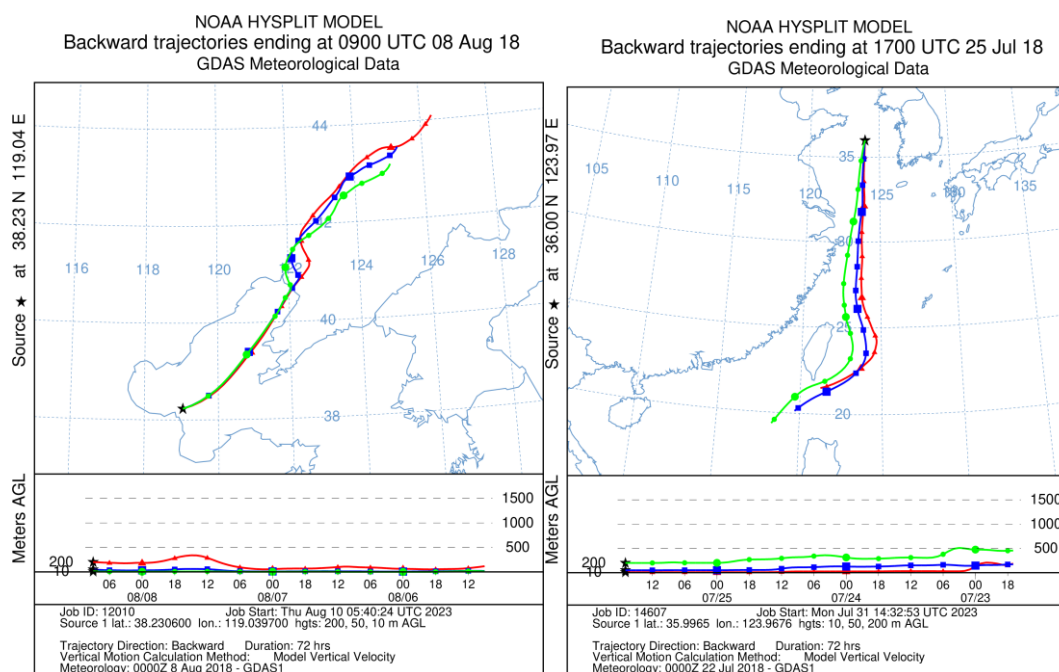 NOAA HYSPLIT MODEL
Backward trajectories ending at 0900 UTC 08 Aug 18
GDAS Meteorological Data
Source ★ at 38.23 N 119.04 E
44
42
116
118
120
122
124
126
128
40
38
Meters AGL
1500
1000
500
200
10
06 00 18 12 06 00 18 12 06 00 18 12
08/08 08/07 08/06
Job ID: 12010 Job Start: Thu Aug 10 05:40:24 UTC 2023
Source 1 lat.: 38.230600 lon.: 119.039700 hgts: 200, 50, 10 m AGL
Trajectory Direction: Backward Duration: 72 hrs
Vertical Motion Calculation Method: Model Vertical Velocity
Meteorology: 0000Z 8 Aug 2018 - GDAS1
NOAA HYSPLIT MODEL
Backward trajectories ending at 1700 UTC 25 Jul 18
GDAS Meteorological Data
Source ★ at 36.00 N 123.97 E
35
105
110
115
120
125
130
135
30
25
20
Meters AGL
1500
1000
500
200
10
12 06 00 18 12 06 00 18 12 06 00 18
07/25 07/24 07/23
Job ID: 14607 Job Start: Mon Jul 31 14:32:53 UTC 2023
Source 1 lat.: 35.9965 lon.: 123.9676 hgts: 10, 50, 200 m AGL
Trajectory Direction: Backward Duration: 72 hrs
Vertical Motion Calculation Method: Model Vertical Velocity
Meteorology: 0000Z 22 Jul 2018 - GDAS1